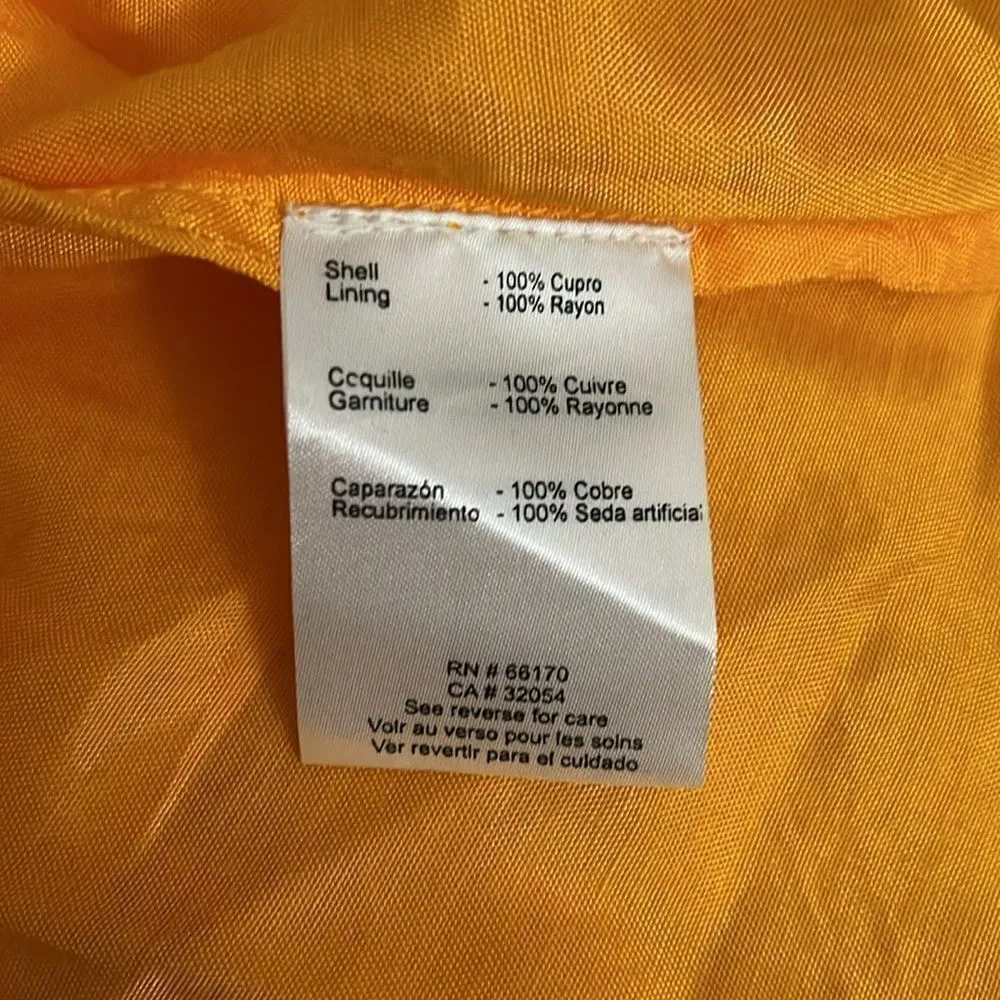 Shell - 100% Cupro
Lining - 100% Rayon
Ccquille - 100% Cuivre
Garniture - 100% Rayonne
Caparazón - 100% Cobre
Recubrimiento - 100% Seda artificial
RN # 66170
CA # 32054
See reverse for care
Voir au verso pour les soins
Ver revertir para el cuidado